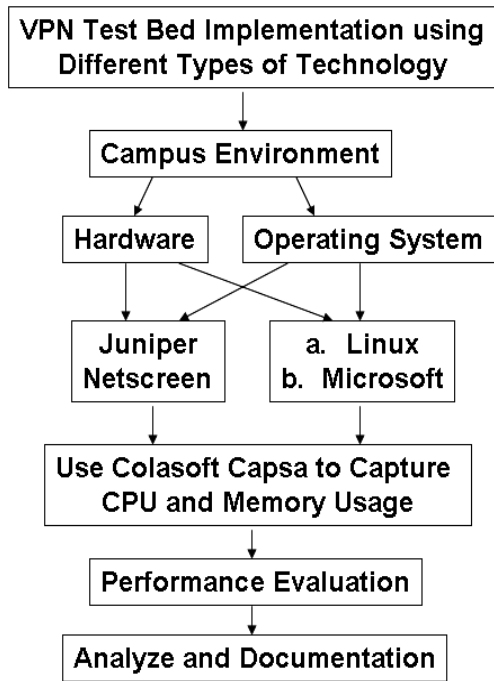 VPN Test Bed Implementation using
Different Types of Technology
Campus Environment
Hardware
Operating System
Juniper
Netscreen
a. Linux
b. Microsoft
Use Colasoft Capsa to Capture
CPU and Memory Usage
Performance Evaluation
Analyze and Documentation